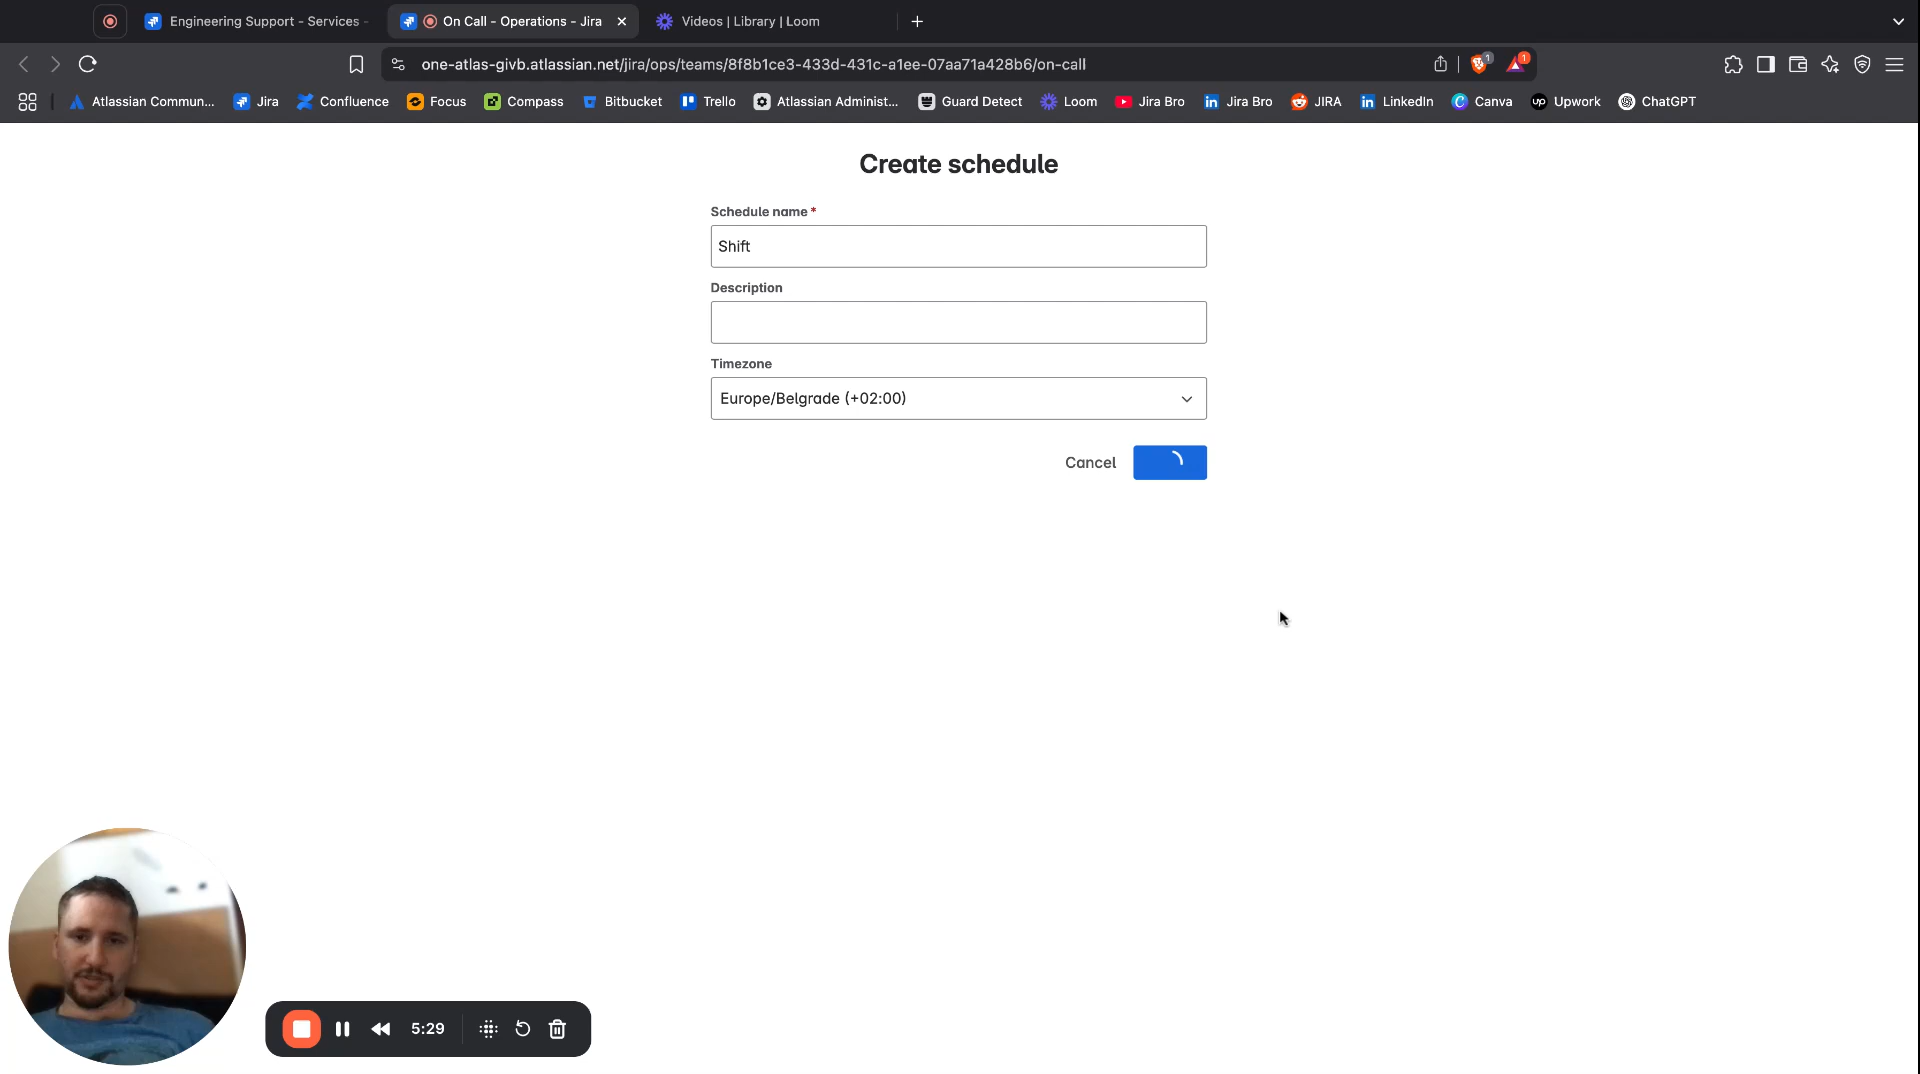 Engineering Support - Services -
On Call - Operations - Jira
Videos | Library | Loom
one-atlas-givb.atlassian.net/jira/ops/teams/8f8b1ce3-433d-431c-a1ee-07aa71a428b6/on-call
1
1
Atlassian Commun...
Jira
Confluence
Focus
Compass
Bitbucket
Trello
Atlassian Administ...
Guard Detect
Loom
Jira Bro
Jira Bro
JIRA
LinkedIn
Canva
Upwork
ChatGPT
Create schedule
Schedule name *
Shift
Description
Timezone
Europe/Belgrade (+02:00)
Cancel
5:29